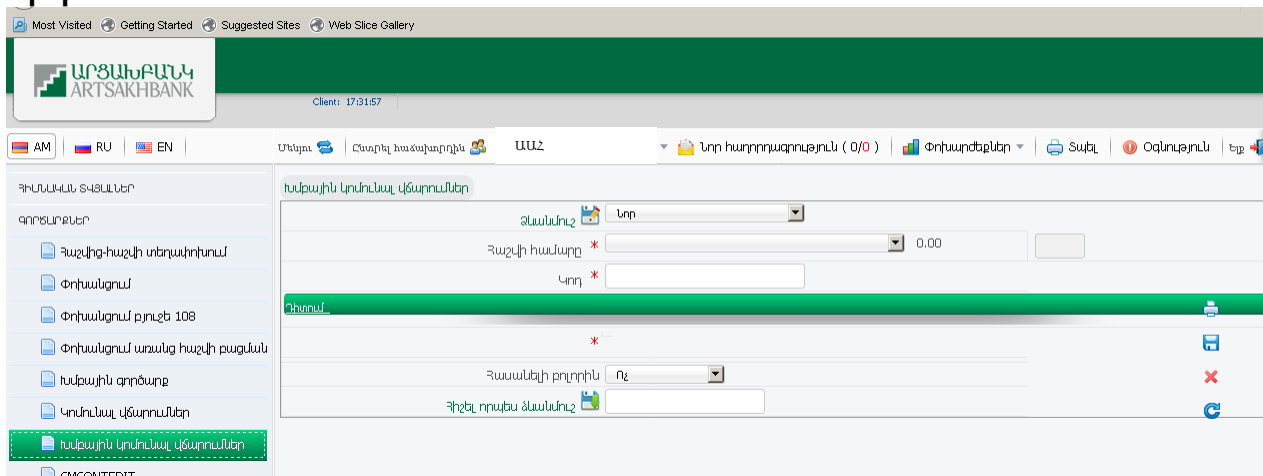 Most Visited Getting Started Suggested Sites Web Slice Gallery
ԱՐՑԱԽԲԱՆԿ
ARTSAKHBANK
Client: 17:31:57
AM RU EN Մենյու Ընտրել հաճախորդին ԱԱՀ Նոր հաղորդագրություն ( 0/0 ) Փոխարժեքներ Տպել Օգնություն Ելք
ՀԻՄՆԱԿԱՆ ՏՎՅԱԼՆԵՐ
ԳՈՐԾԱՐՔՆԵՐ
Հաշվից-հաշվի տեղափոխում
Փոխանցում
Փոխանցում բյուջե 108
Փոխանցում առանց հաշվի բացման
Խմբային գործարք
Կոմունալ վճարումներ
Խմբային կոմունալ վճարումներ
CMCONTEDIT
Խմբային կոմունալ վճարումներ
Ձևանմուշ Նոր
Հաշվի համարը * 0.00
Կոդ *
Դիտում
*
Հասանելի բոլորին Ոչ
Հիշել որպես ձևանմուշ